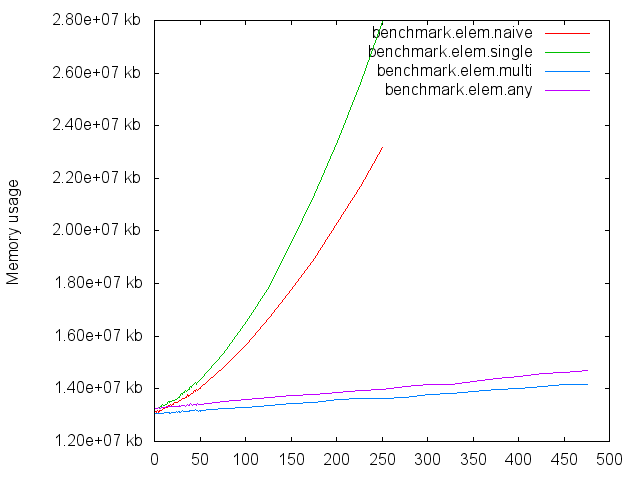 2.80e+07 kb
2.60e+07 kb
2.40e+07 kb
2.20e+07 kb
2.00e+07 kb
1.80e+07 kb
1.60e+07 kb
1.40e+07 kb
1.20e+07 kb
Memory usage
benchmark.elem.naive
benchmark.elem.single
benchmark.elem.multi
benchmark.elem.any
0 50 100 150 200 250 300 350 400 450 500